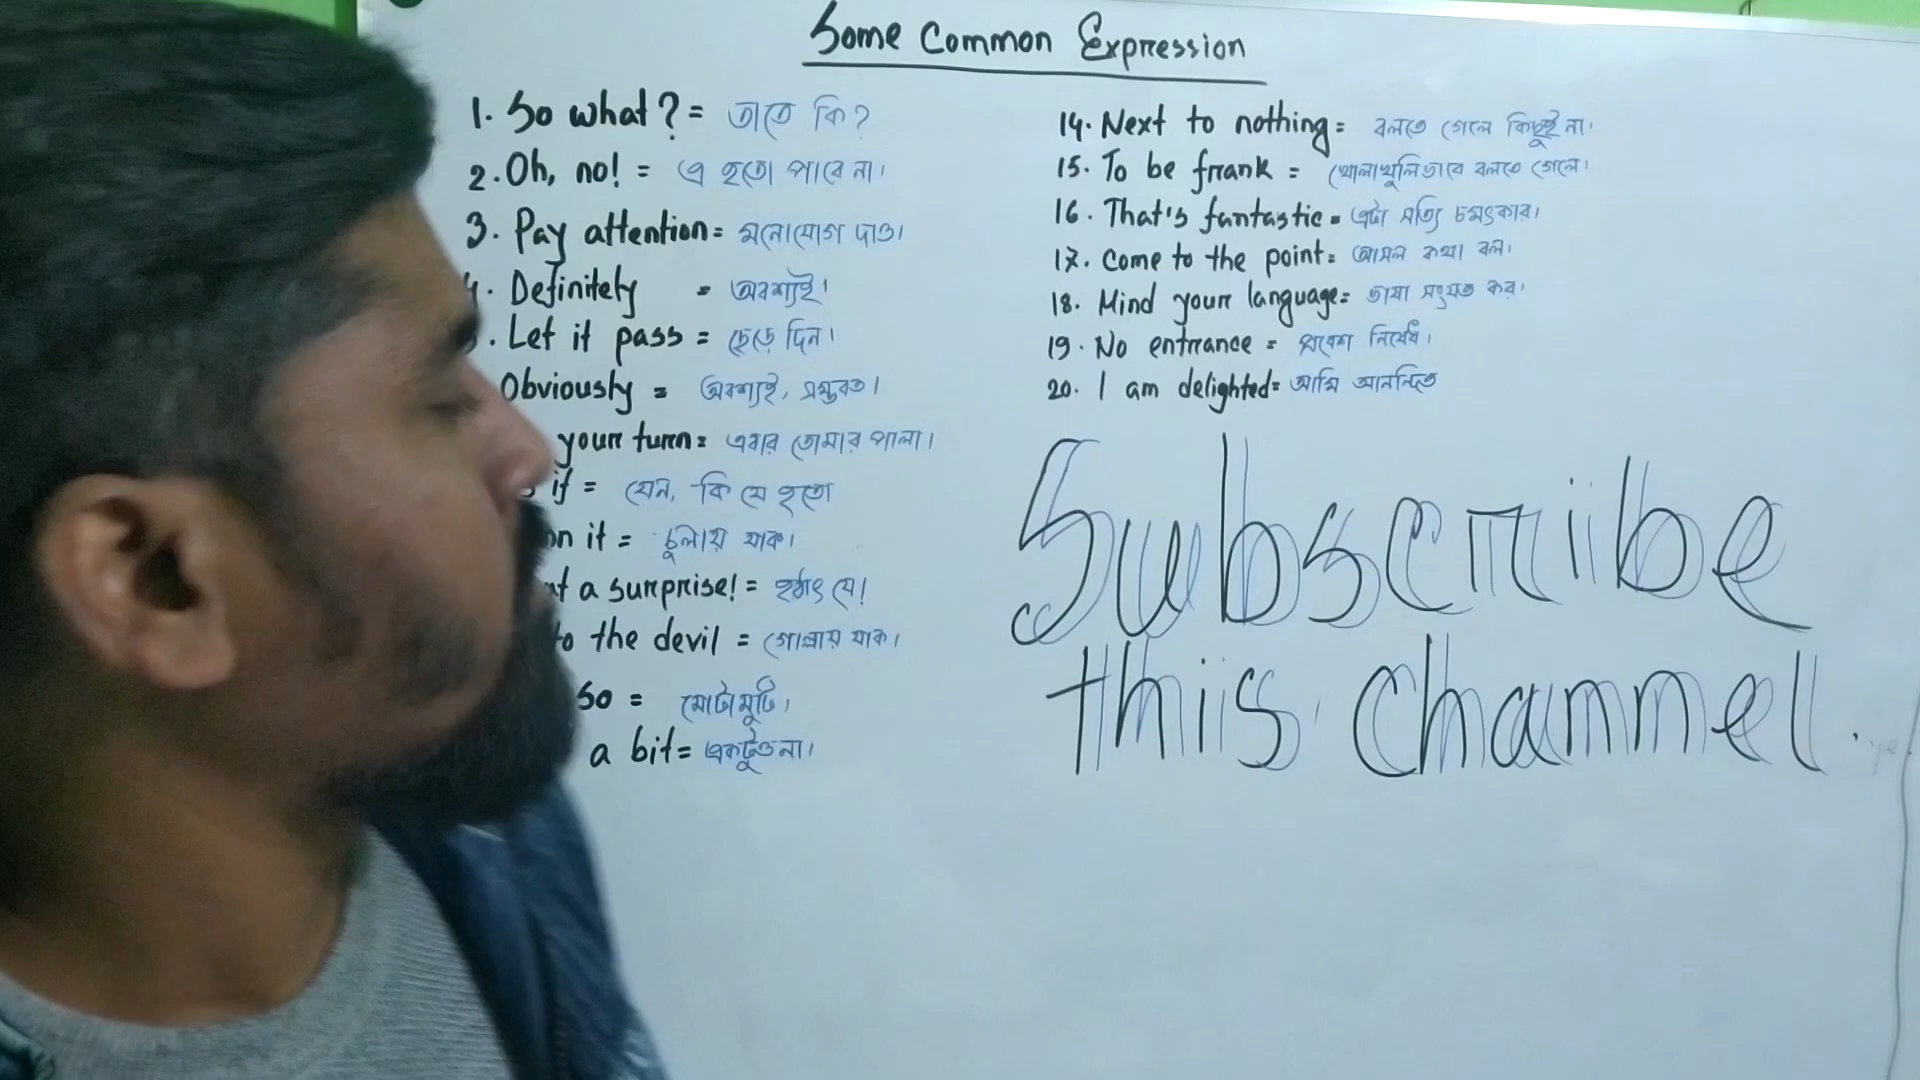 Some Common Expression
1. So what? = তাতে কি?
2. Oh, no! = এ হতে পারে না।
3. Pay attention = মনোযোগ দাও।
. Definitely = অবশ্যই।
. Let it pass = ছেড়ে দিন।
Obviously = অবশ্যই, সম্ভবত।
your turn = এবার তোমার পালা।
if = যেন, কি যে হতো
on it = চুলায় যাক।
a surprise! = হঠাৎ যে!
to the devil = গোল্লায় যাক।
so = মোটামুটি।
a bit = একটুও না।
14. Next to nothing = বলতে গেলে কিছুই না।
15. To be frank = খোলাখুলিভাবে বলতে গেলে।
16. That's fantastic = এটা সত্যি চমৎকার।
17. Come to the point = আসল কথা বল।
18. Mind your language = ভাষা সংযত কর।
19. No entrance = প্রবেশ নিষেধ।
20. I am delighted = আমি আনন্দিত
Subscribe
this channel.